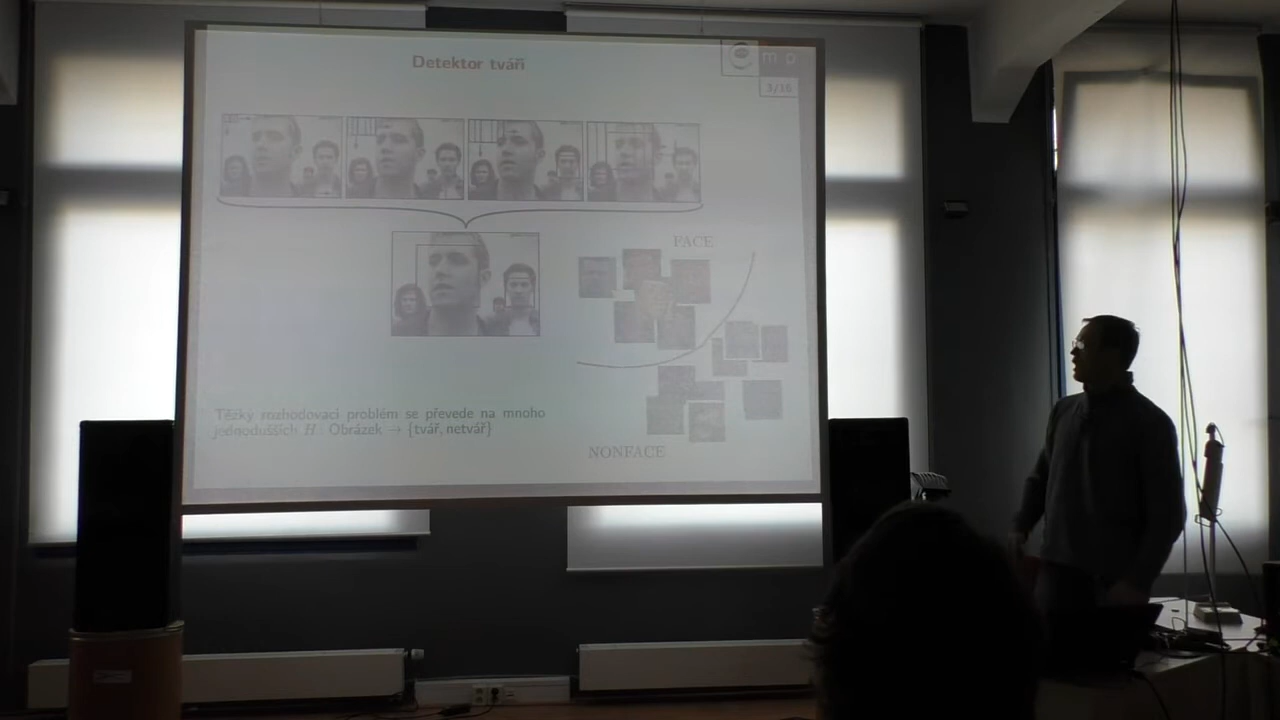 Detektor tváří
m p
3/16
FACE
Těžký rozhodovací problém se převede na mnoho
jednodušších H: Obrázek → {tvář, netvář}
NONFACE